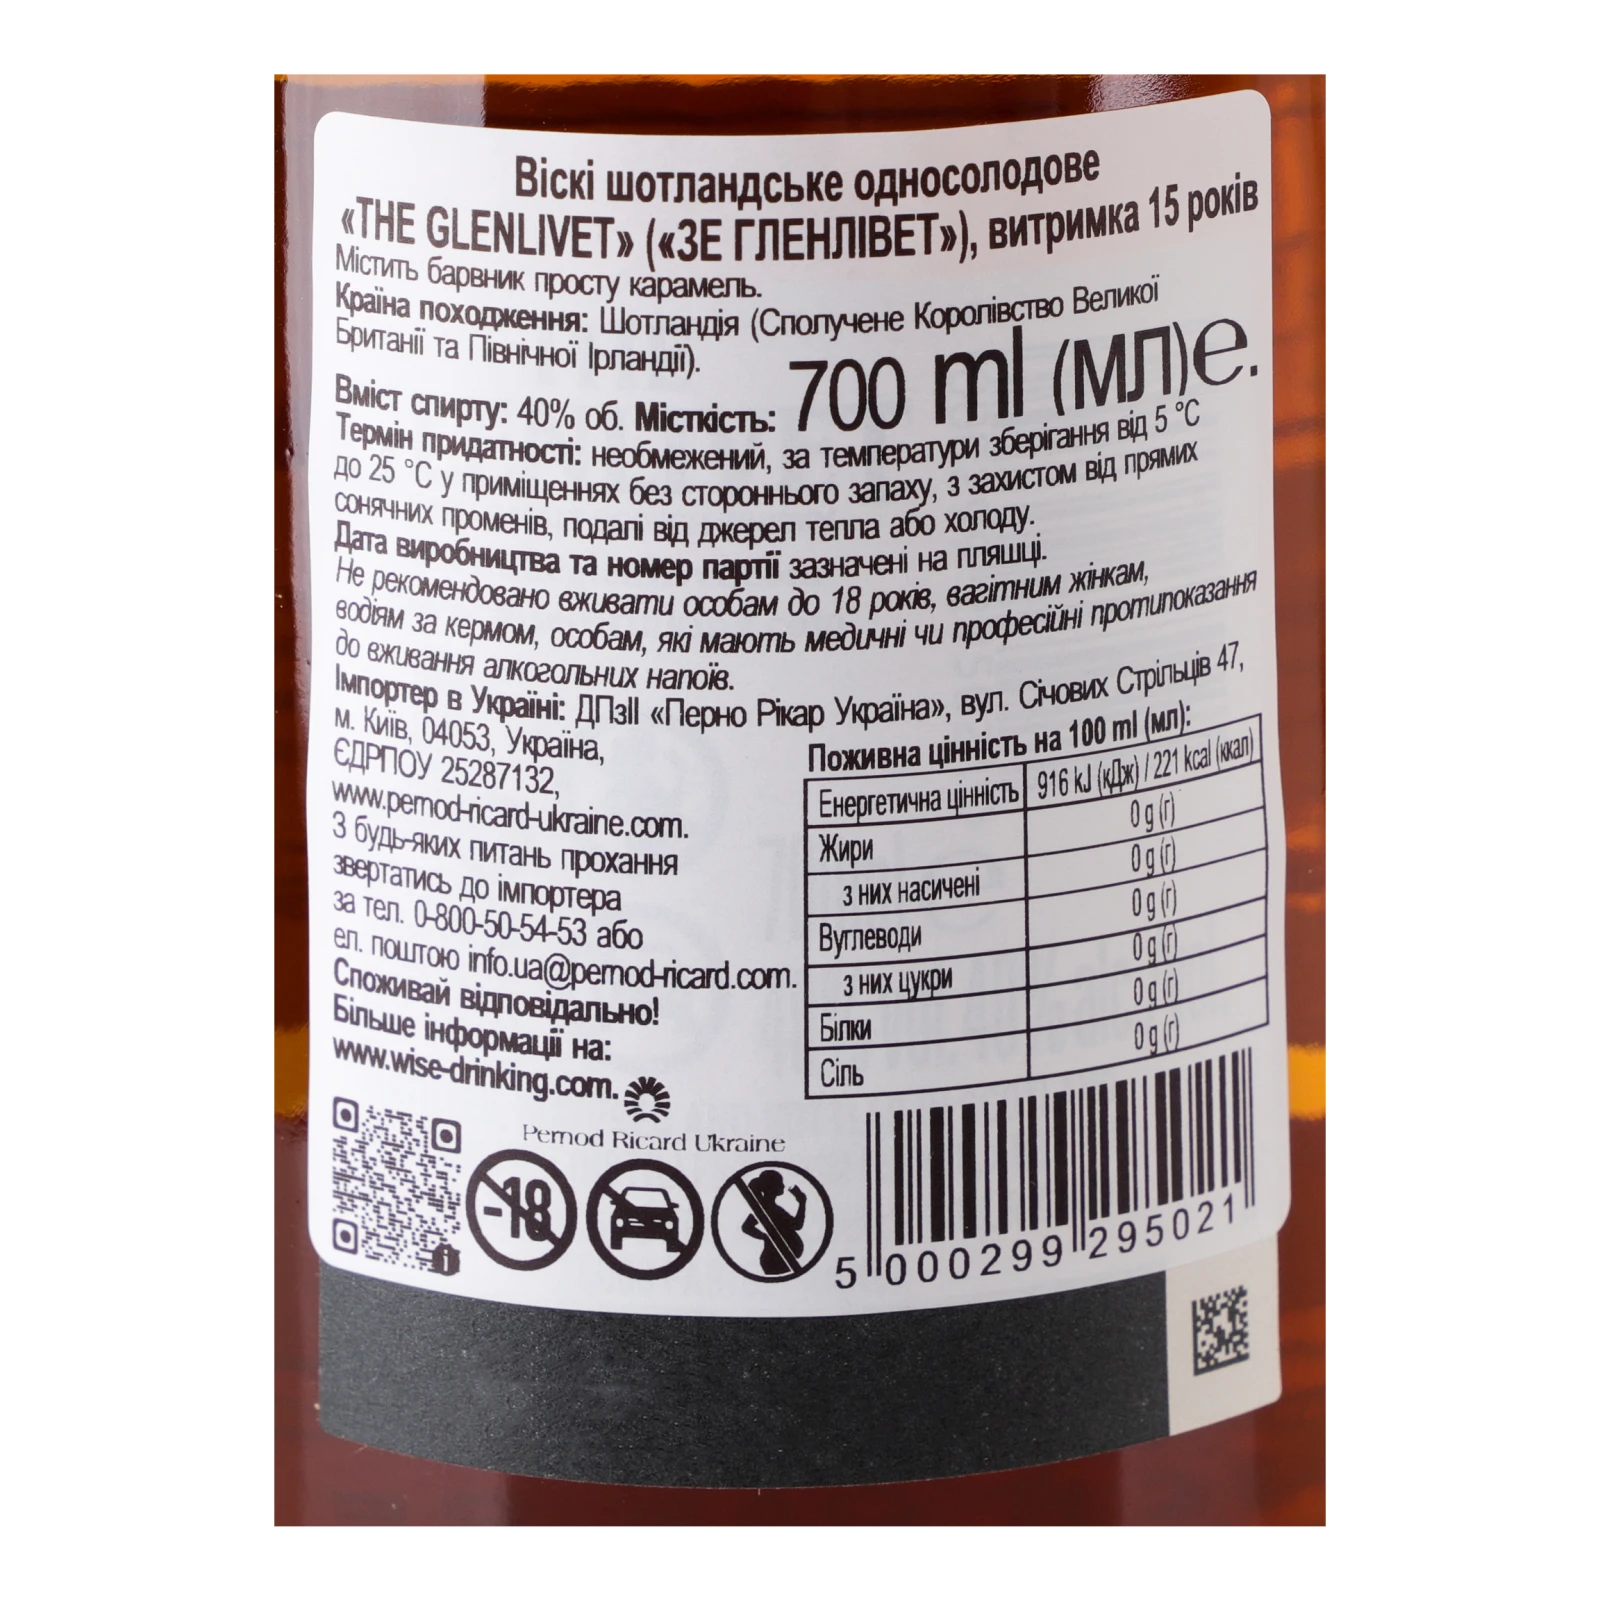 Віскі шотландське односолодове
«THE GLENLIVET» («ЗЕ ГЛЕНЛІВЕТ»), витримка 15 років
Містить барвник просту карамель.
Країна походження: Шотландія (Сполучене Королівство Великої
Британії та Північної Ірландії).
Вміст спирту: 40% об. Місткість: 700 ml (МЛ)e.
Термін придатності: необмежений, за температури зберігання від 5 °C
до 25 °C у приміщеннях без стороннього запаху, з захистом від прямих
сонячних променів, подалі від джерел тепла або холоду.
Дата виробництва та номер партії зазначені на пляшці.
Не рекомендовано вживати особам до 18 років, вагітним жінкам,
водіям за кермом, особам, які мають медичні чи професійні протипоказання
до вживання алкогольних напоїв.
Імпортер в Україні: ДПзІІ «Перно Рікар Україна», вул. Січових Стрільців 47,
м. Київ, 04053, Україна,
ЄДРПОУ 25287132,
www.pernod-ricard-ukraine.com.
З будь-яких питань прохання
звертатись до імпортера
за тел. 0-800-50-54-53 або
ел. поштою info.ua@pernod-ricard.com.
Споживай відповідально!
Більше інформації на:
www.wise-drinking.com.
Pernod Ricard Ukraine
Поживна цінність на 100 ml (мл):
Енергетична цінність 916 kJ (кДж) / 221 kcal (ккал)
Жири 0 g (г)
з них насичені 0 g (г)
Вуглеводи 0 g (г)
з них цукри 0 g (г)
Білки 0 g (г)
Сіль 0 g (г)
-18
5 000299 295021